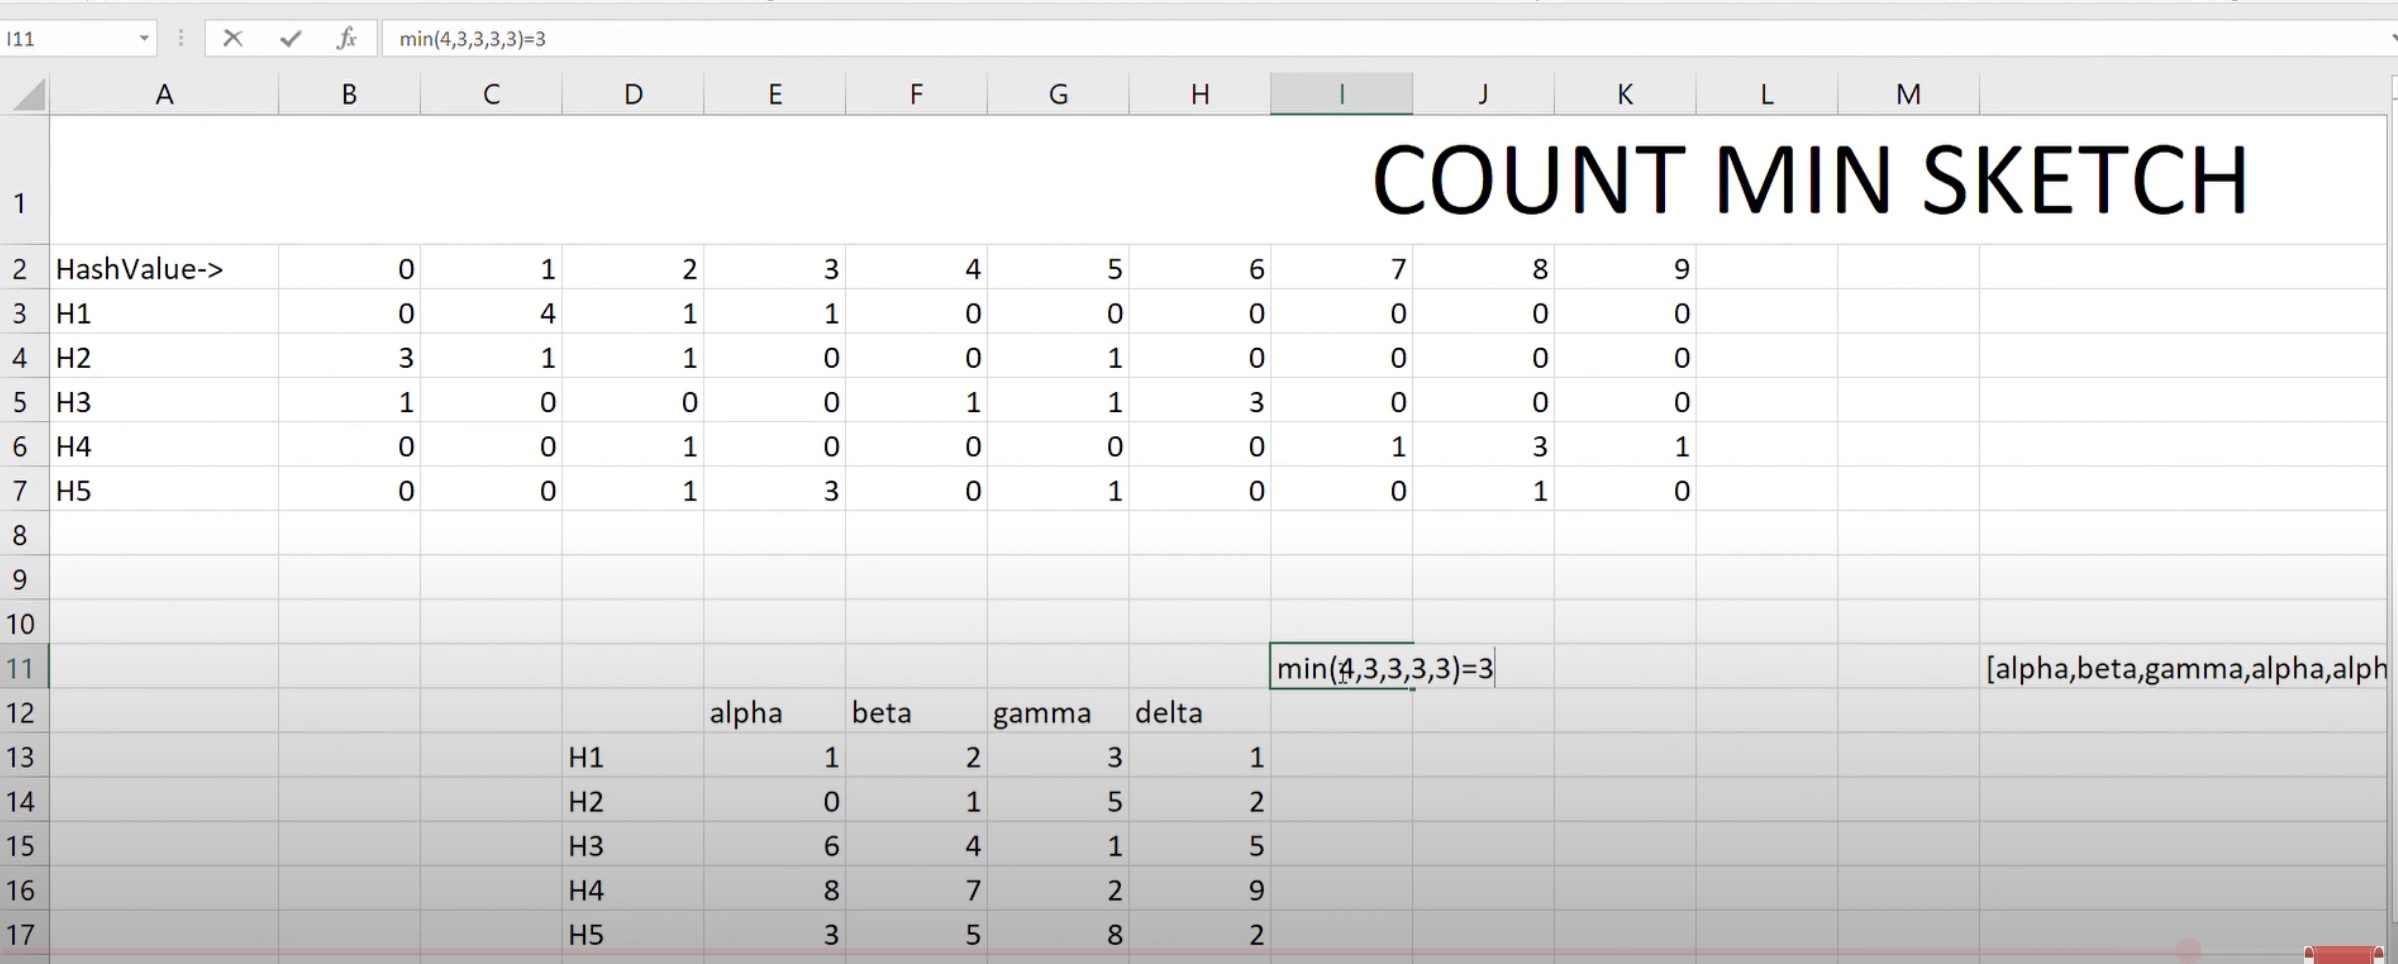 I11 fx min(4,3,3,3,3)=3
A B C D E F G H I J K L M
1 COUNT MIN SKETCH
2 HashValue-> 0 1 2 3 4 5 6 7 8 9
3 H1 0 4 1 1 0 0 0 0 0 0
4 H2 3 1 1 0 0 1 0 0 0 0
5 H3 1 0 0 0 1 1 3 0 0 0
6 H4 0 0 1 0 0 0 0 1 3 1
7 H5 0 0 1 3 0 1 0 0 1 0
8
9
10
11 min(4,3,3,3,3)=3 [alpha,beta,gamma,alpha,alph
12 alpha beta gamma delta
13 H1 1 2 3 1
14 H2 0 1 5 2
15 H3 6 4 1 5
16 H4 8 7 2 9
17 H5 3 5 8 2